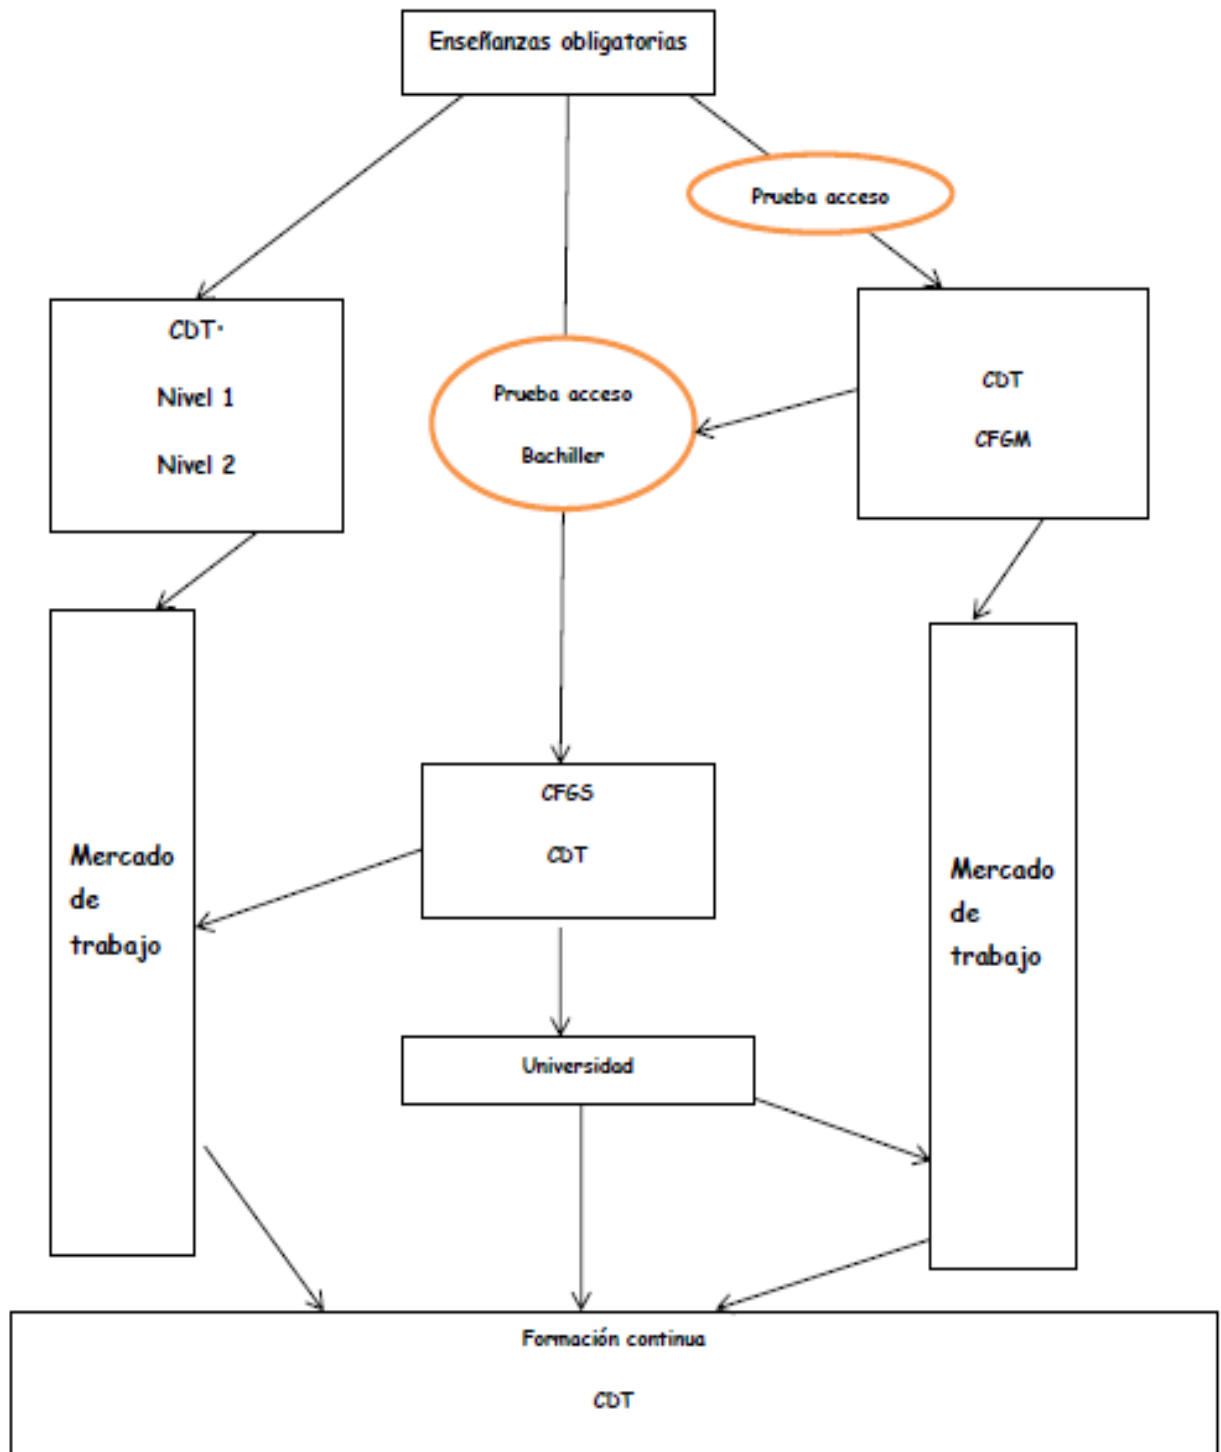 Enseñanzas obligatorias
Prueba acceso
CDT·
Nivel 1
Nivel 2
Prueba acceso
Bachiller
CDT
CFGM
CFGS
CDT
Mercado
de
trabajo
Mercado
de
trabajo
Universidad
Formación continua
CDT